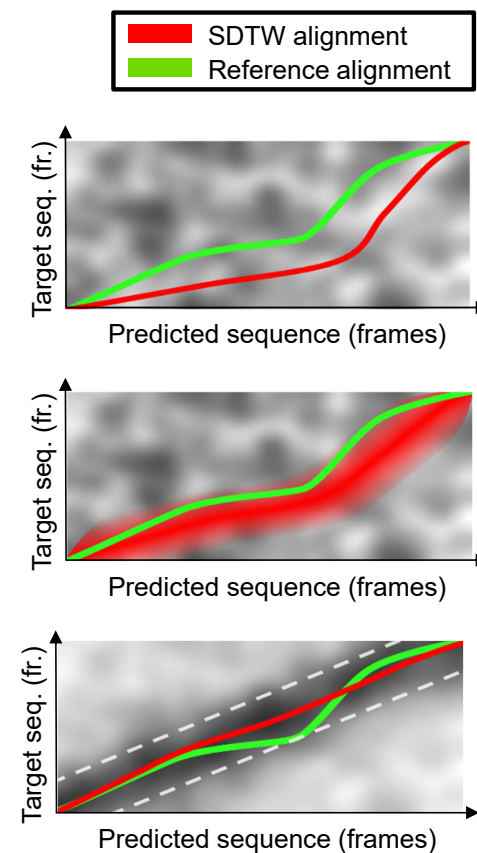 SDTW alignment
Reference alignment
Target seq. (fr.)
Predicted sequence (frames)
Target seq. (fr.)
Predicted sequence (frames)
Target seq. (fr.)
Predicted sequence (frames)